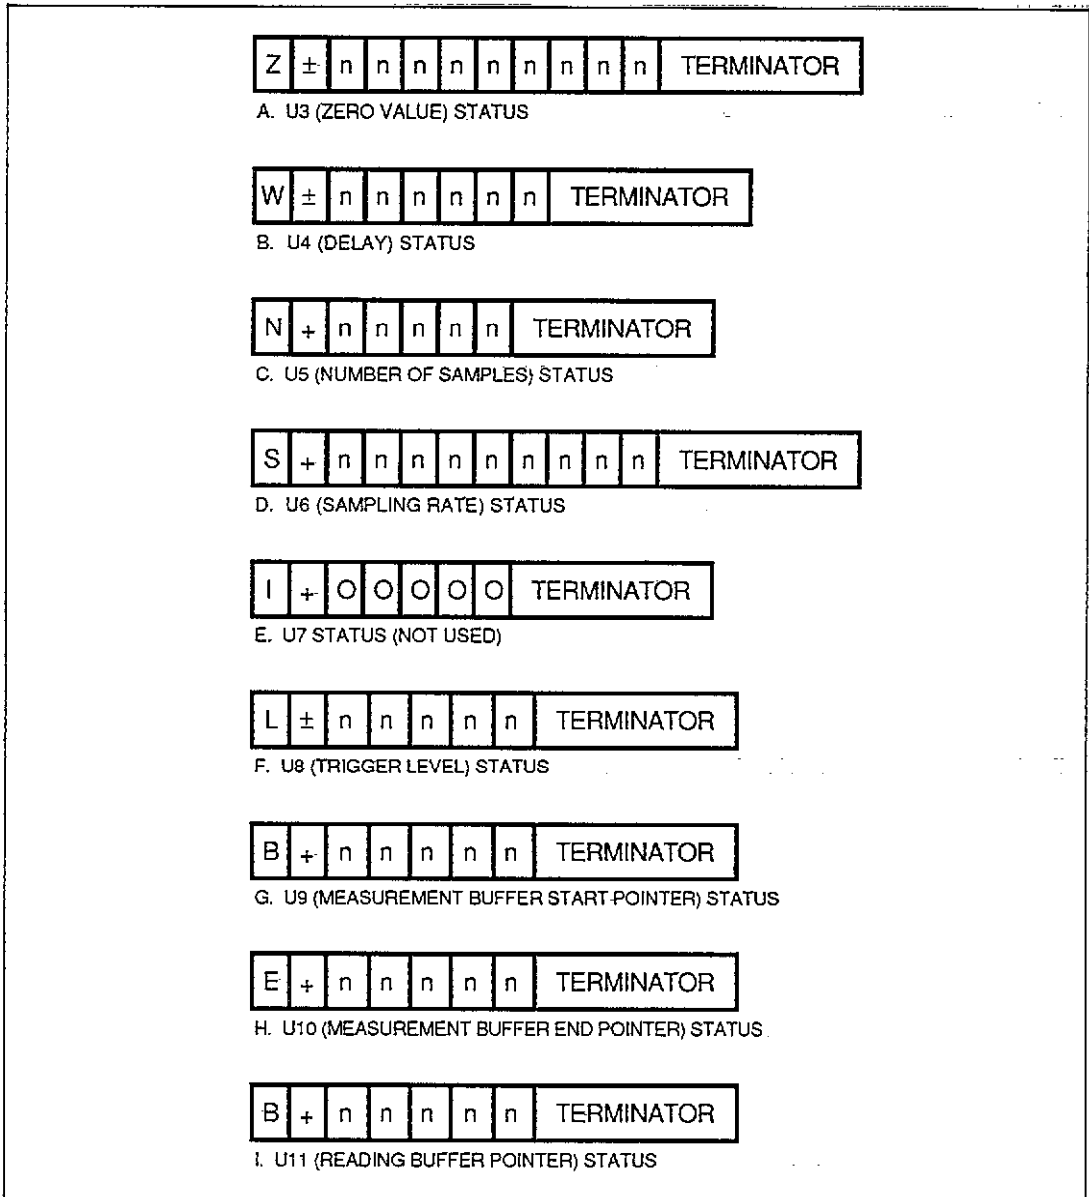 Z ± n n n n n n n n n TERMINATOR
A. U3 (ZERO VALUE) STATUS
W ± n n n n n n TERMINATOR
B. U4 (DELAY) STATUS
N + n n n n n TERMINATOR
C. U5 (NUMBER OF SAMPLES) STATUS
S + n n n n n n n n n TERMINATOR
D. U6 (SAMPLING RATE) STATUS
I + O O O O O TERMINATOR
E. U7 STATUS (NOT USED)
L ± n n n n n TERMINATOR
F. U8 (TRIGGER LEVEL) STATUS
B + n n n n n TERMINATOR
G. U9 (MEASUREMENT BUFFER START POINTER) STATUS
E + n n n n n TERMINATOR
H. U10 (MEASUREMENT BUFFER END POINTER) STATUS
B + n n n n n TERMINATOR
I. U11 (READING BUFFER POINTER) STATUS